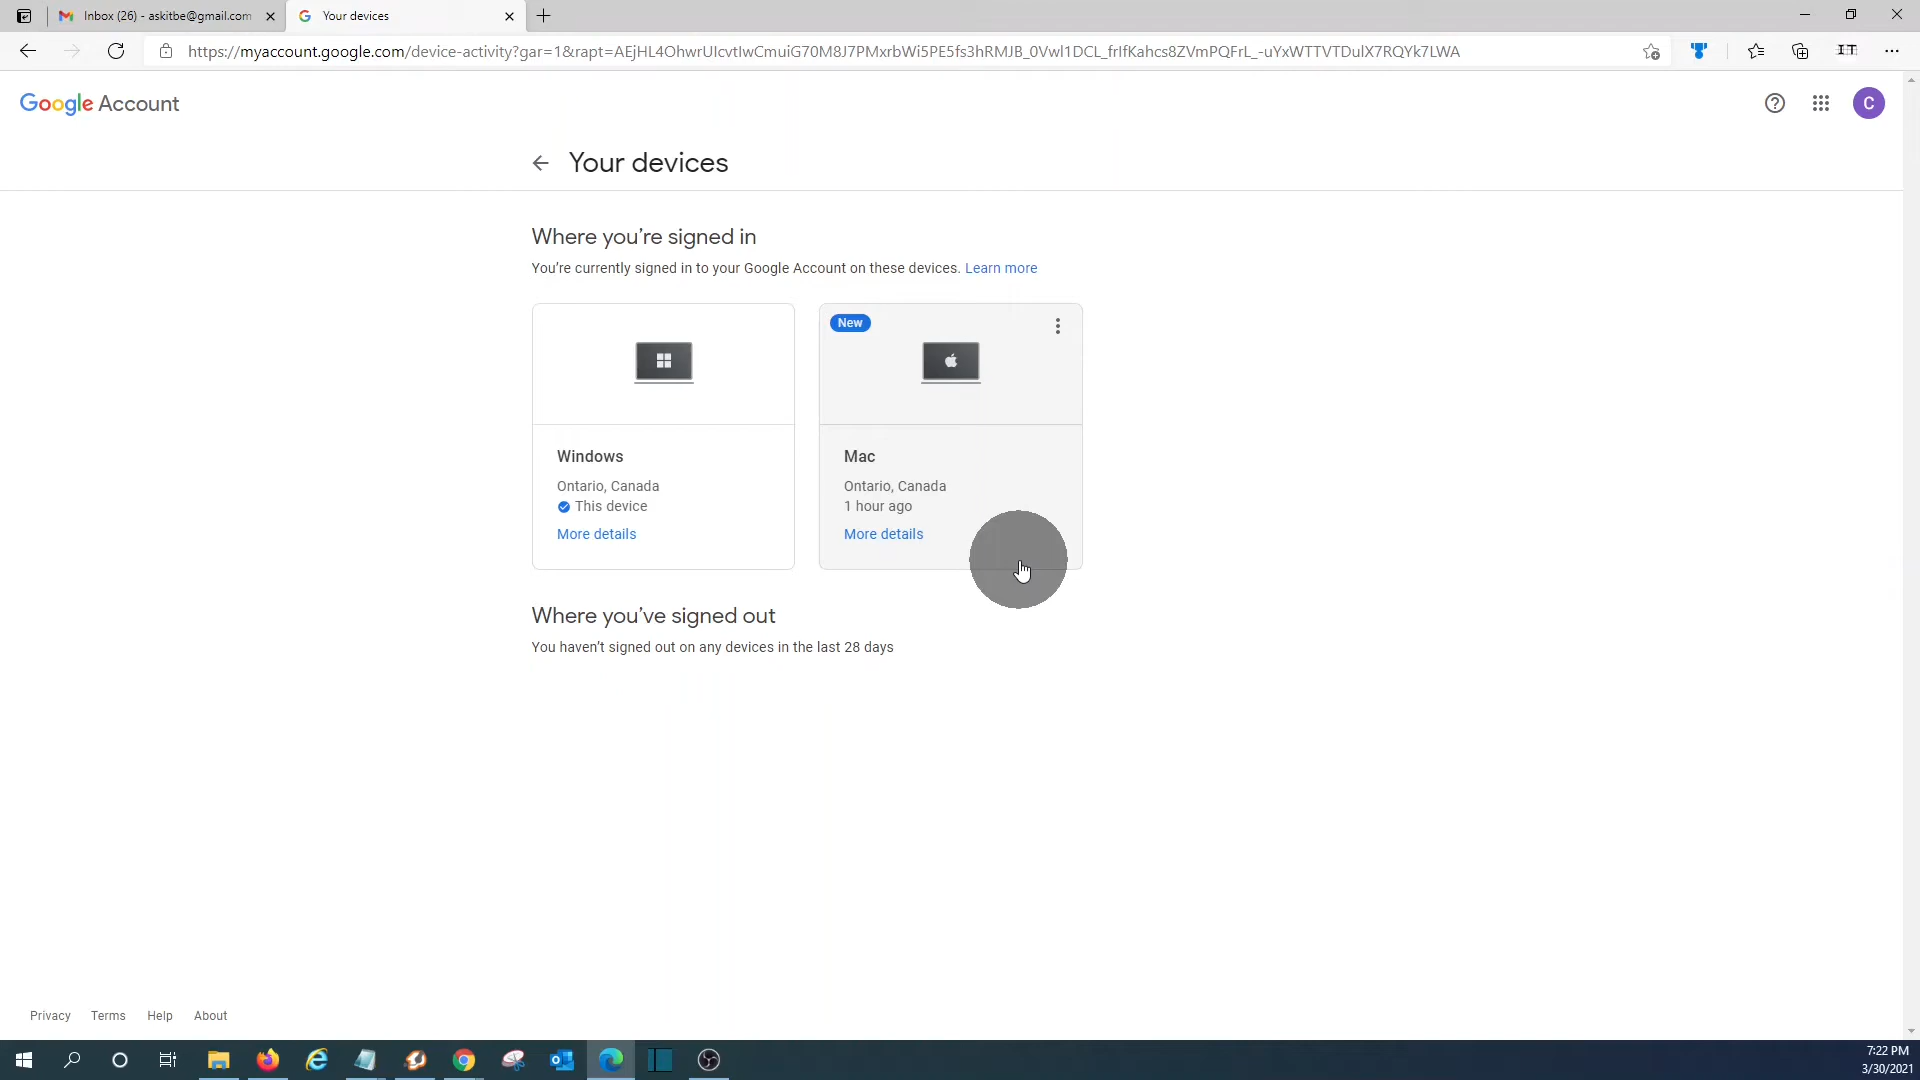 Inbox (26) - askitbe@gmail.com
Your devices
https://myaccount.google.com/device-activity?gar=1&rapt=AEjHL4OhwrUIcvtIwCmuiG70M8J7PMxrbWi5PE5fs3hRMJB_0Vwl1DCL_frIfKahcs8ZVmPQFrL_-uYxWTTVTDulX7RQYk7LWA
IT
Google Account
C
Your devices
Where you’re signed in
You’re currently signed in to your Google Account on these devices. Learn more
New
Windows
Ontario, Canada
This device
More details
Mac
Ontario, Canada
1 hour ago
More details
Where you’ve signed out
You haven’t signed out on any devices in the last 28 days
Privacy Terms Help About
7:22 PM
3/30/2021